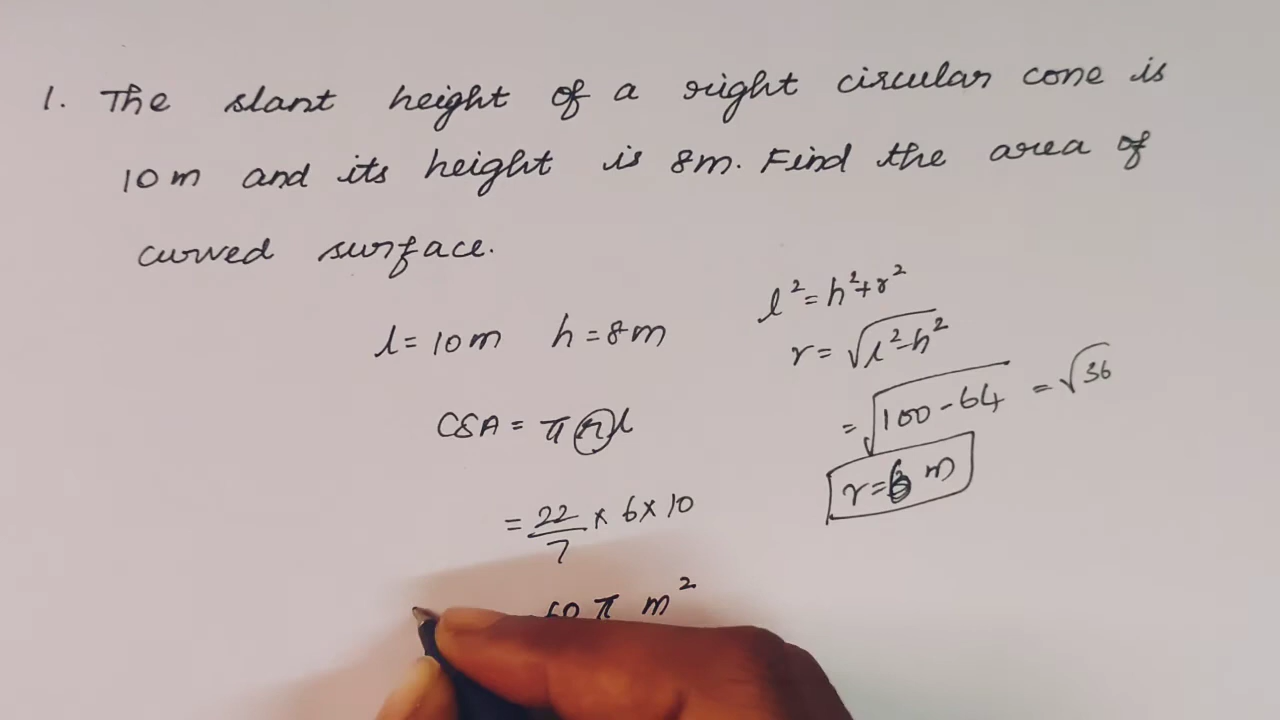 1. The slant height of a right circular cone is
10m and its height is 8m. Find the area of
curved surface.
l = 10m h = 8m
CSA = πrl
= 22/7 × 6 × 10
60 π m²
l² = h² + r²
r = √l² - h²
= √100 - 64 = √36
r = 6 m